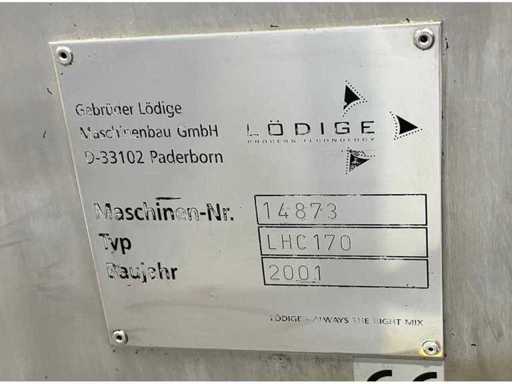 Gebrüder Lödige
Maschinenbau GmbH
D-33102 Paderborn
LÖDIGE
PROCESS TECHNOLOGY
Maschinen-Nr. 14873
Typ LHC170
Baujahr 2001
LÖDIGE - ALWAYS THE RIGHT MIX
CE